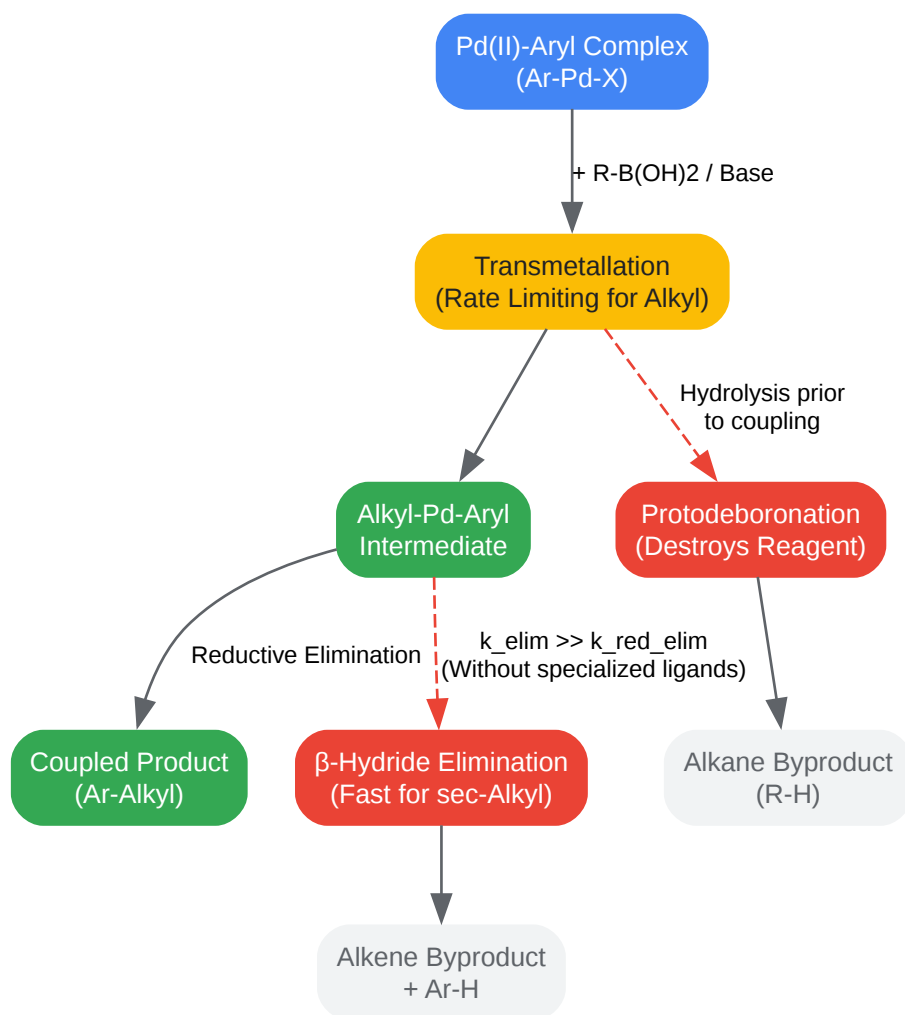 Pd(II)-Aryl Complex
(Ar-Pd-X)
+ R-B(OH)2 / Base
Transmetallation
(Rate Limiting for Alkyl)
Hydrolysis prior
to coupling
Alkyl-Pd-Aryl
Intermediate
Protodeboronation
(Destroys Reagent)
Reductive Elimination
k_elim >> k_red_elim
(Without specialized ligands)
Coupled Product
(Ar-Alkyl)
β-Hydride Elimination
(Fast for sec-Alkyl)
Alkane Byproduct
(R-H)
Alkene Byproduct
+ Ar-H